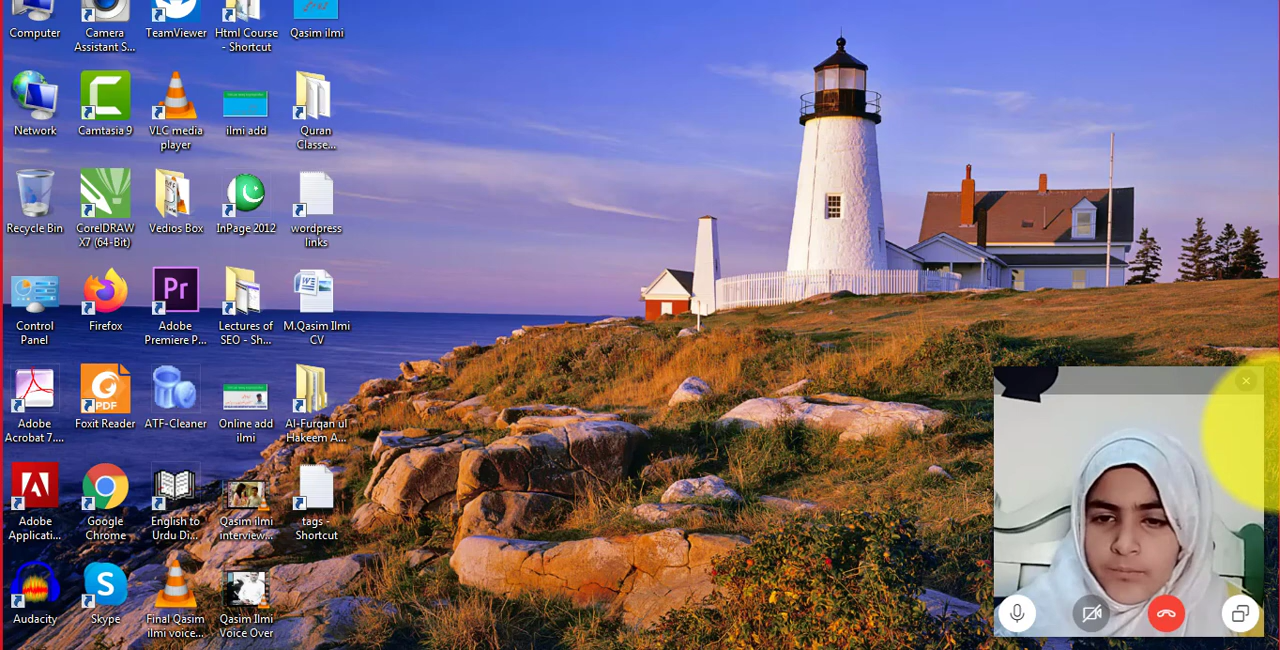 Computer
Camera
Assistant S...
TeamViewer
Html Course
- Shortcut
Qasim ilmi
Network
Camtasia 9
VLC media
player
ilmi add
Quran
Classe...
Recycle Bin
CorelDRAW
X7 (64-Bit)
Vedios Box
InPage 2012
wordpress
links
Control
Panel
Firefox
Pr
Adobe
Premiere P...
Lectures of
SEO - Sh...
M.Qasim Ilmi
CV
Adobe
Acrobat 7....
PDF
Foxit Reader
ATF-Cleaner
Online add
ilmi
Al-Furqan ul
Hakeem A...
Adobe
Applicati...
Google
Chrome
English to
Urdu Di...
Qasim ilmi
interview...
tags -
Shortcut
Audacity
Skype
Final Qasim
ilmi voice...
Qasim Ilmi
Voice Over